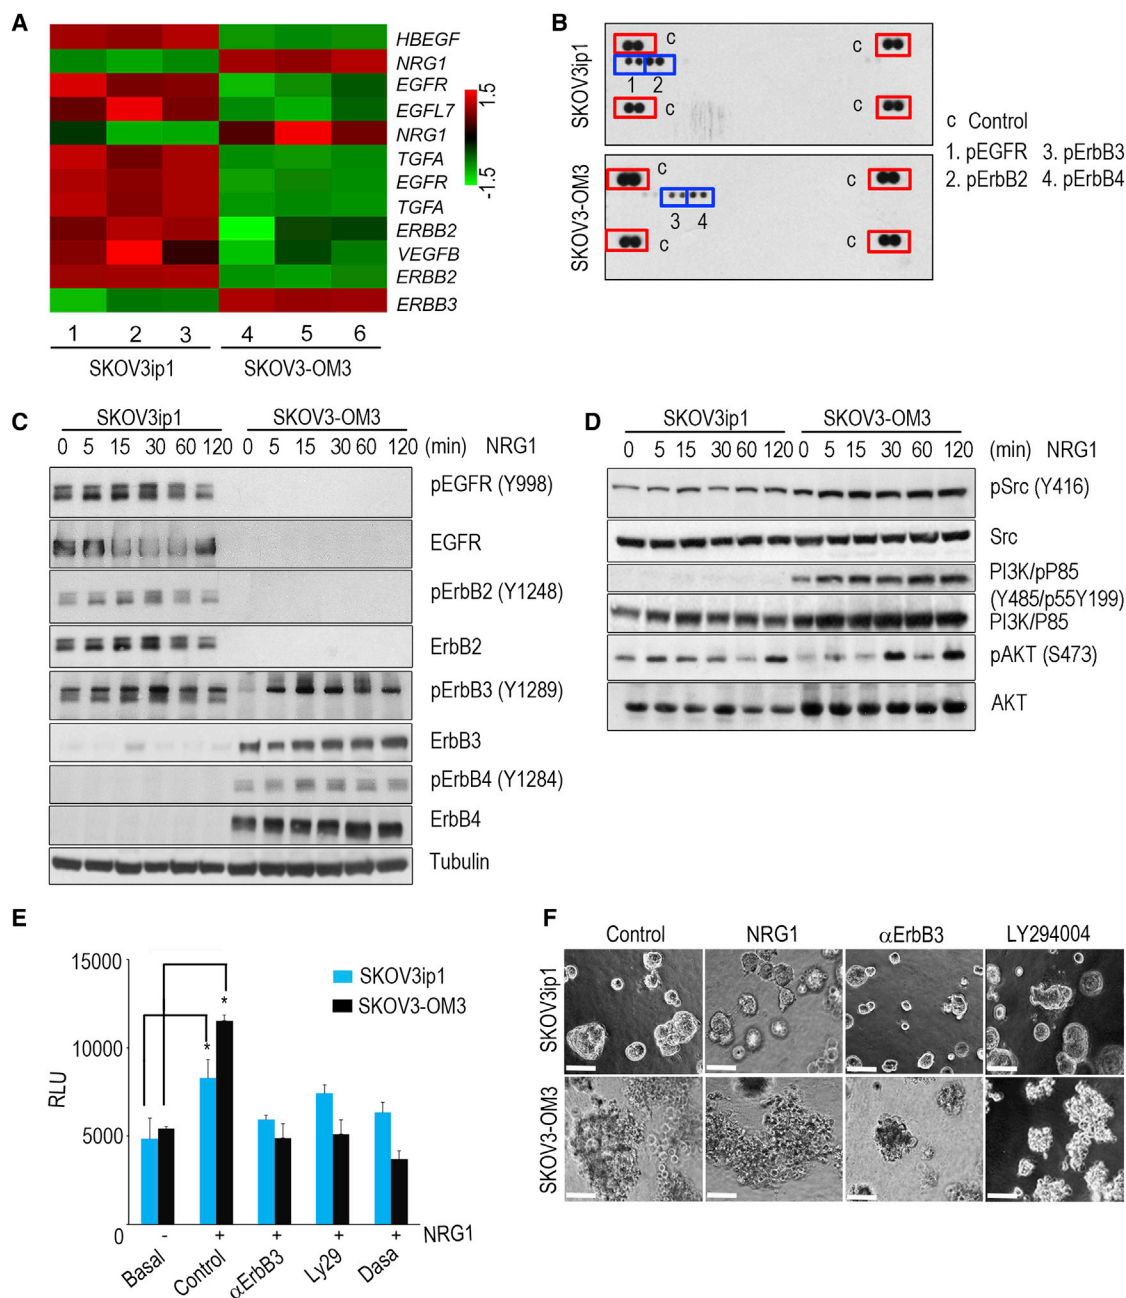 A
HBEGF
NRG1
EGFR
EGFL7
NRG1
TGFA
EGFR
TGFA
ERBB2
VEGFB
ERBB2
ERBB3
1.5
-1.5
1 2 3 4 5 6
SKOV3ip1 SKOV3-OM3
B
SKOV3ip1
c c
1 2
c c
SKOV3-OM3
c c
3 4
c c
c Control
1. pEGFR 3. pErbB3
2. pErbB2 4. pErbB4
C
SKOV3ip1 SKOV3-OM3
0 5 15 30 60 120 0 5 15 30 60 120 (min) NRG1
pEGFR (Y998)
EGFR
pErbB2 (Y1248)
ErbB2
pErbB3 (Y1289)
ErbB3
pErbB4 (Y1284)
ErbB4
Tubulin
D
SKOV3ip1 SKOV3-OM3
0 5 15 30 60 120 0 5 15 30 60 120 (min) NRG1
pSrc (Y416)
Src
PI3K/pP85
(Y485/p55Y199)
PI3K/P85
pAKT (S473)
AKT
E
RLU
15000
10000
5000
0
SKOV3ip1
SKOV3-OM3
* *
- + + + + NRG1
Basal Control αErbB3 Ly29 Dasa
F
Control NRG1 αErbB3 LY294004
SKOV3ip1
SKOV3-OM3